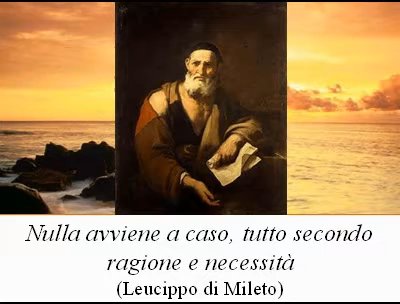 Nulla avviene a caso, tutto secondo
ragione e necessità
(Leucippo di Mileto)